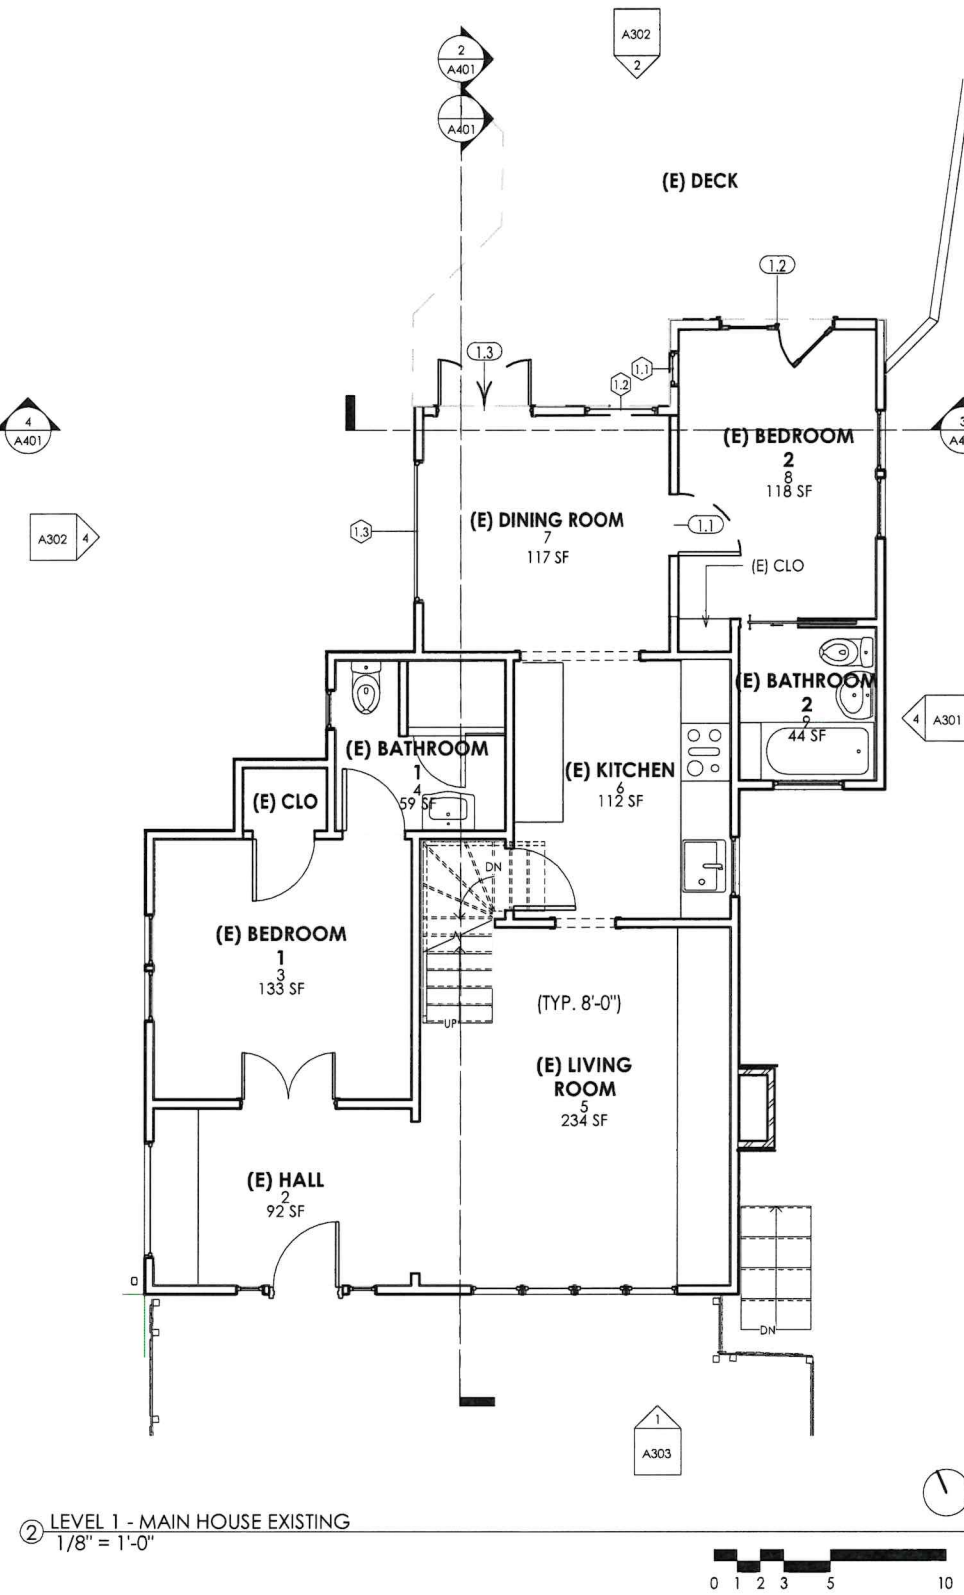 A302
2
2
A401
1
A401
(E) DECK
1.2
1.3
1.1
1.2
4
A401
3
(E) BEDROOM
2
8
118 SF
A302
4
1.3
(E) DINING ROOM
7
117 SF
1.1
(E) CLO
(E) BATHROOM
2
9
44 SF
4
A301
(E) BATHROOM
1
4
59 SF
(E) KITCHEN
6
112 SF
(E) CLO
DN
(E) BEDROOM
1
3
133 SF
(TYP. 8'-0")
UP
(E) LIVING
ROOM
5
234 SF
(E) HALL
2
92 SF
0
DN
1
A303
2
LEVEL 1 - MAIN HOUSE EXISTING
1/8" = 1'-0"
0 1 2 3 5 10